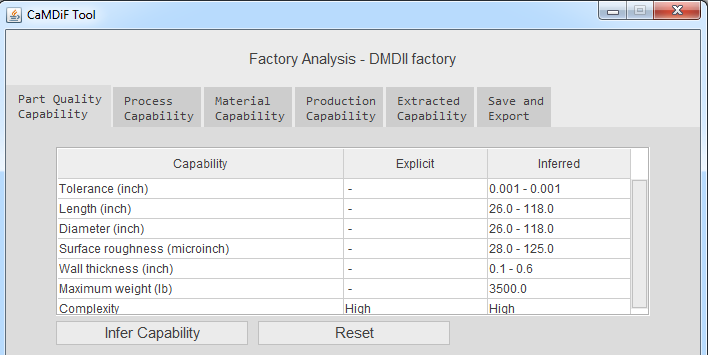 CaMDiF Tool
Factory Analysis - DMDII factory
Part Quality Capability
Process Capability
Material Capability
Production Capability
Extracted Capability
Save and Export
Capability Explicit Inferred
Tolerance (inch) - 0.001 - 0.001
Length (inch) - 26.0 - 118.0
Diameter (inch) - 26.0 - 118.0
Surface roughness (microinch) - 28.0 - 125.0
Wall thickness (inch) - 0.1 - 0.6
Maximum weight (lb) - 3500.0
Complexity High High
Infer Capability Reset